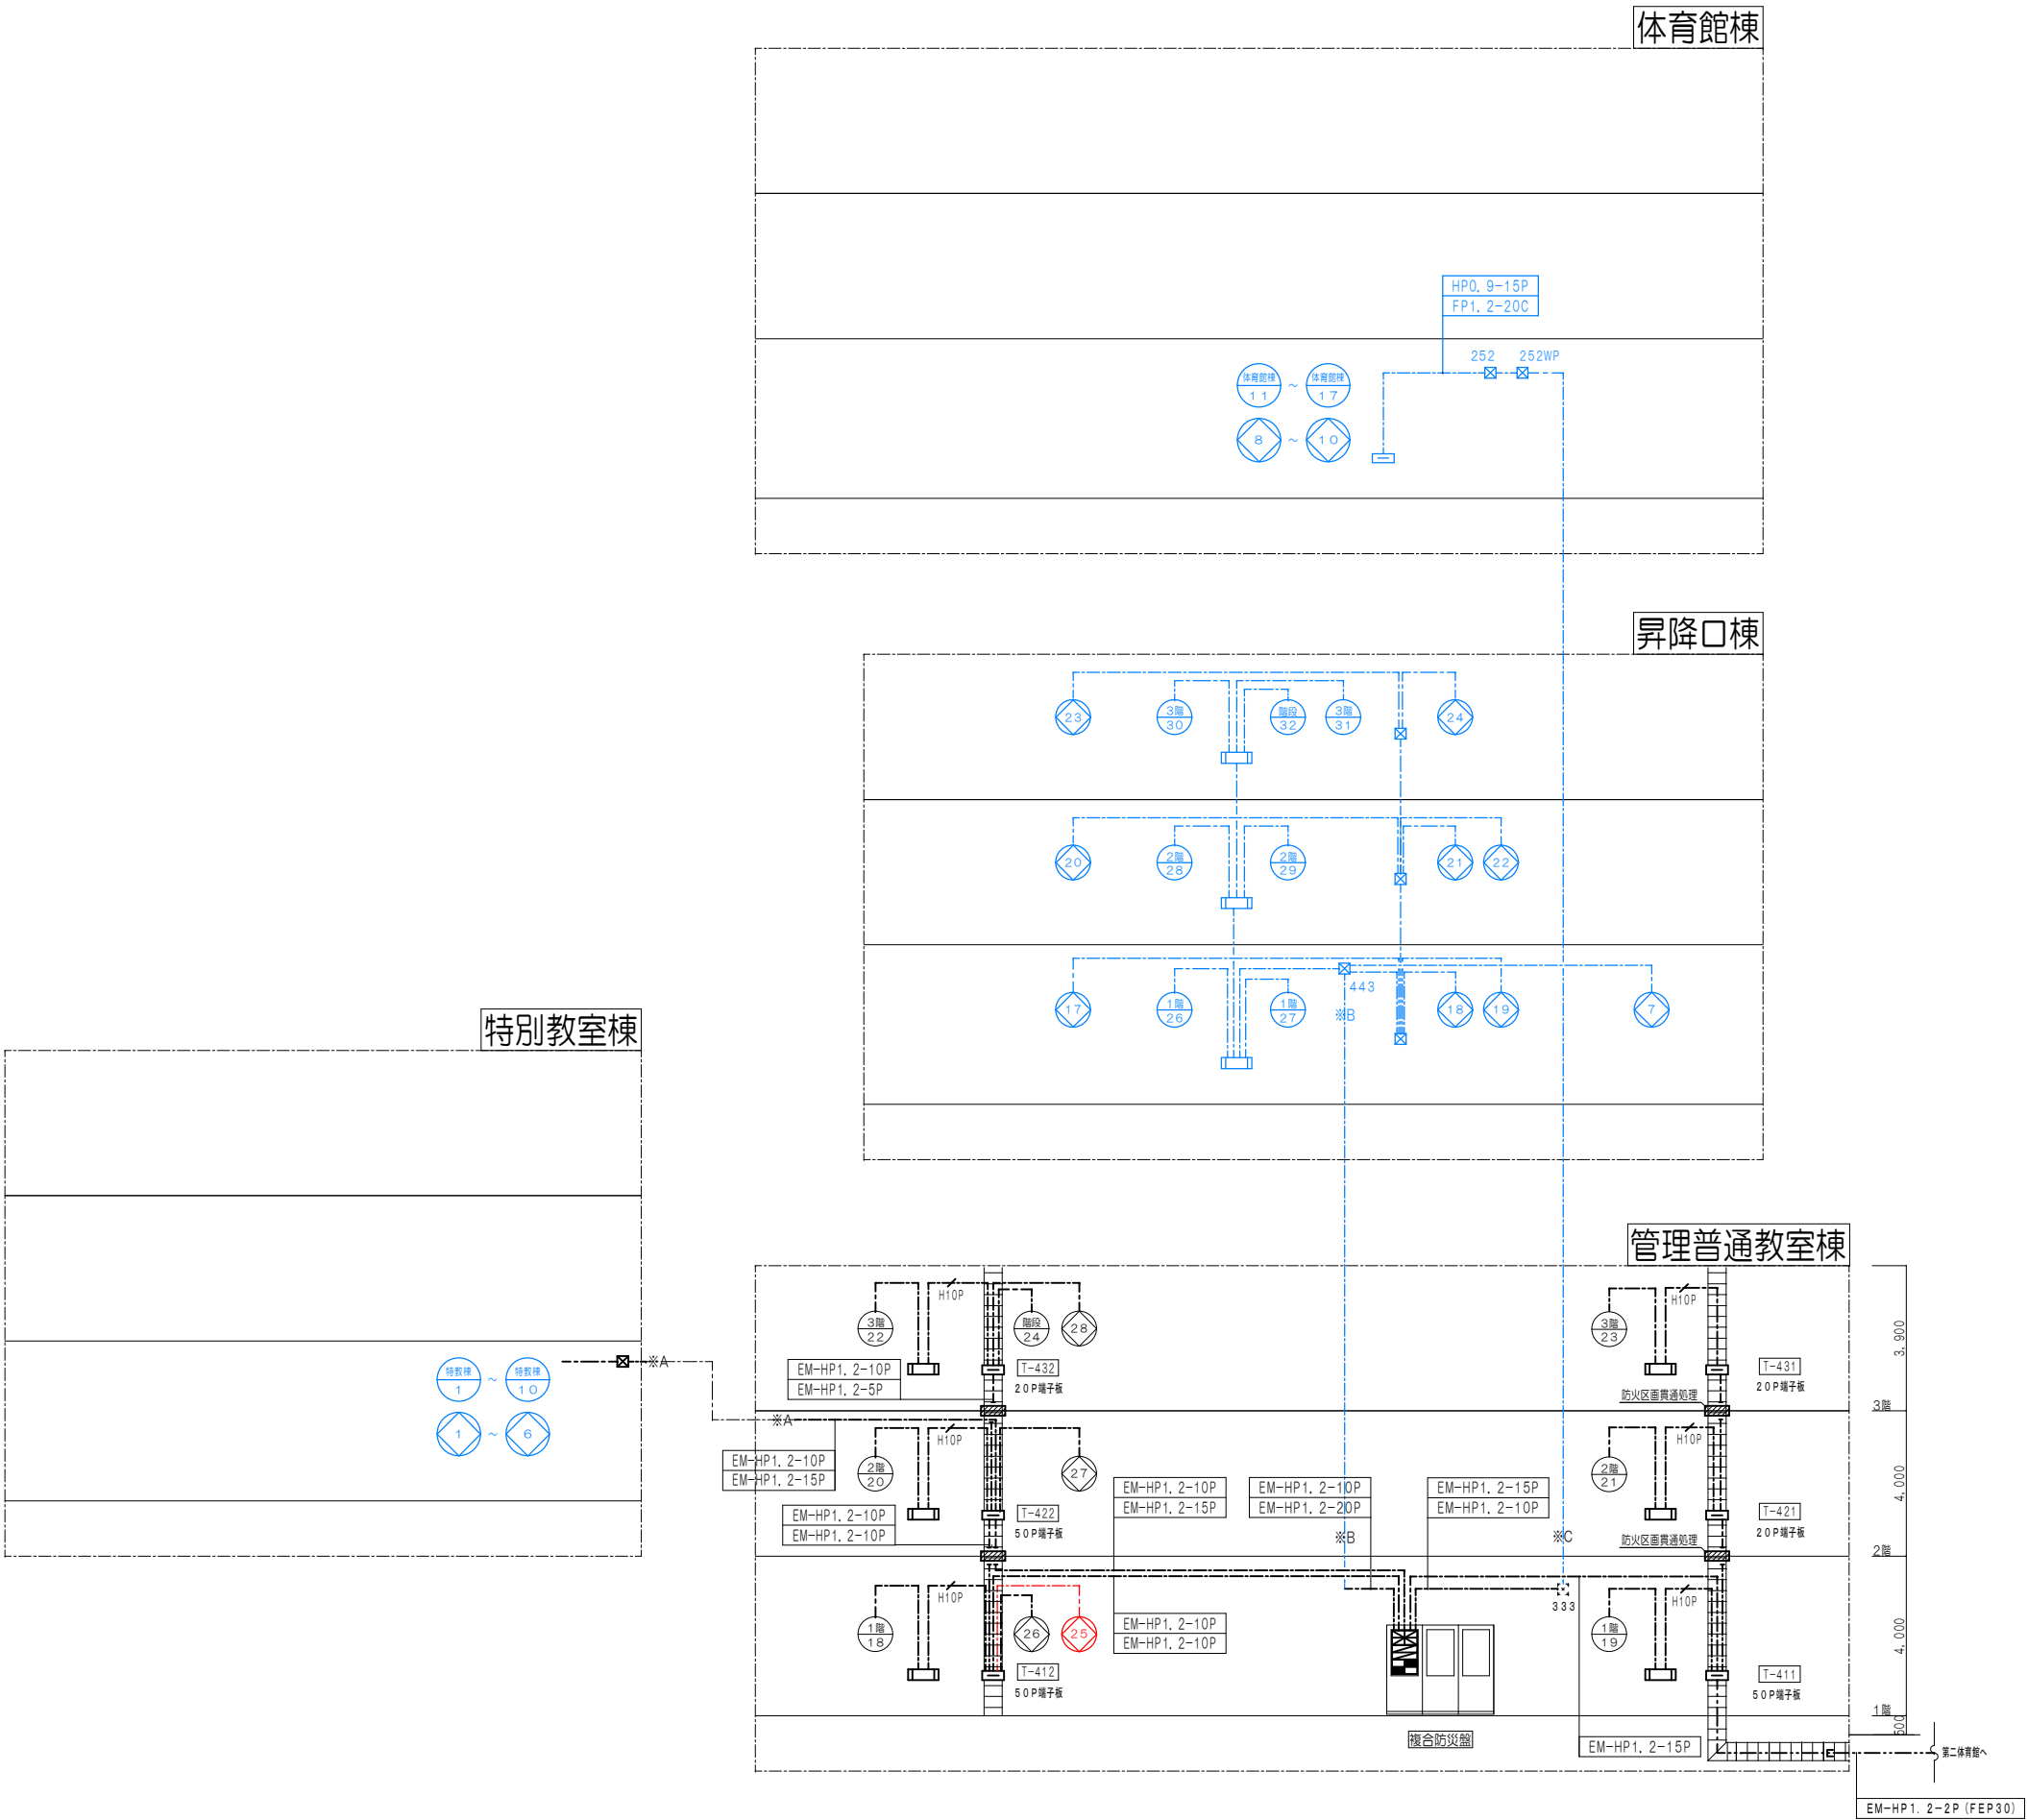 体育館棟
HP0. 9-15P
FP1. 2-20C
252 252WP
体育館棟 11 ~ 体育館棟 17
8 ~ 10
昇降口棟
23 3階 30 階段 32 3階 31 24
20 2階 28 2階 29 21 22
443
17 1階 26 1階 27 ※B 18 19 7
特別教室棟
特教棟 1 ~ 特教棟 10
※A
1 ~ 6
管理普通教室棟
H10P
H10P
3階 22 階段 24 28 3階 23
3,900
EM-HP1. 2-10P
EM-HP1. 2-5P
T-432
20P端子板
T-431
20P端子板
防火区画貫通処理
3階
※A
H10P
H10P
EM-HP1. 2-10P
EM-HP1. 2-15P
2階 20 27 2階 21
4,000
EM-HP1. 2-10P
EM-HP1. 2-15P
EM-HP1. 2-10P
EM-HP1. 2-20P
EM-HP1. 2-15P
EM-HP1. 2-10P
EM-HP1. 2-10P
EM-HP1. 2-10P
T-422
50P端子板
※B
※C
T-421
20P端子板
防火区画貫通処理
2階
H10P
333
H10P
1階 18 26 25 1階 19
EM-HP1. 2-10P
EM-HP1. 2-10P
4,000
T-412
50P端子板
T-411
50P端子板
1階
500
複合防災盤
EM-HP1. 2-15P
第二体育館へ
EM-HP1. 2-2P (FEP30)